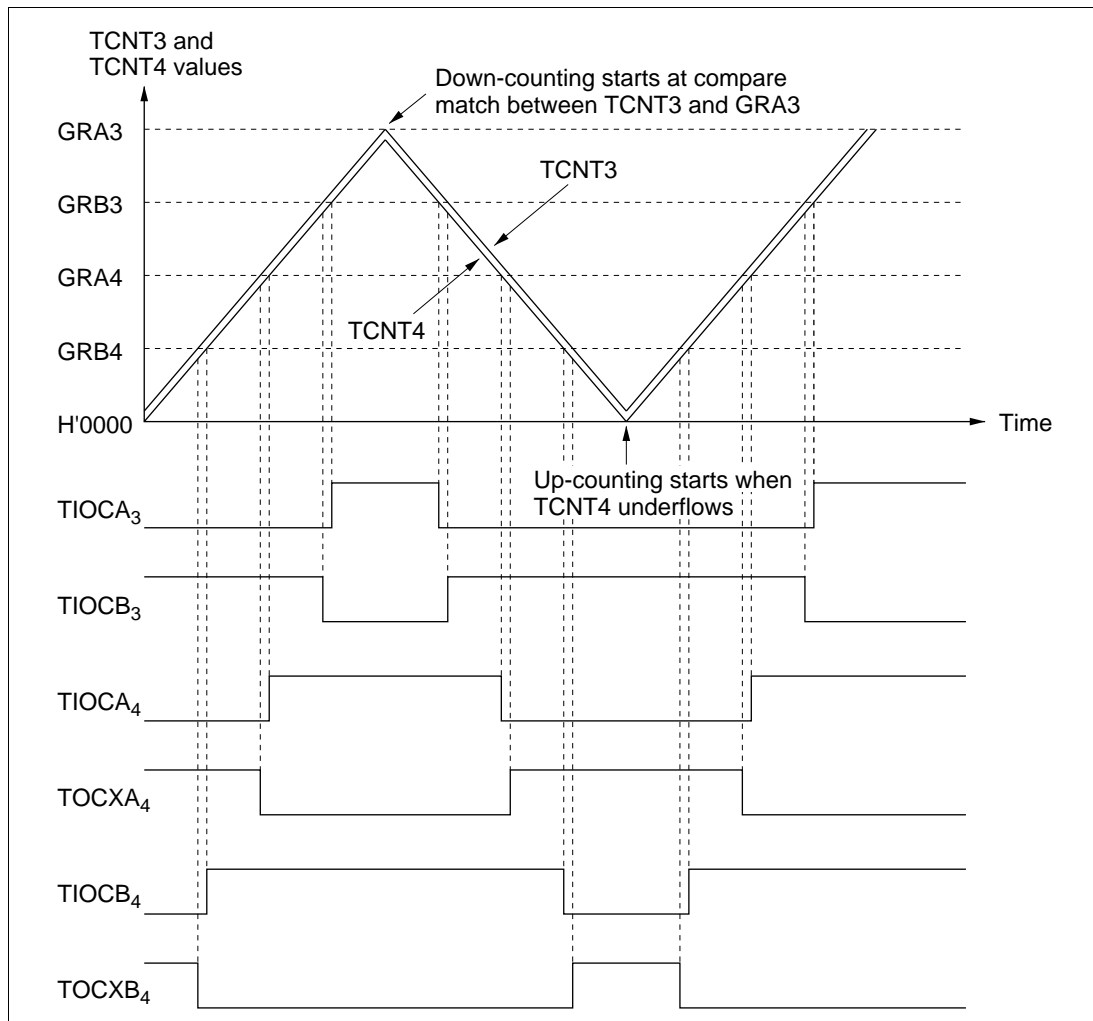 TCNT3 and
TCNT4 values
Down-counting starts at compare
match between TCNT3 and GRA3
GRA3
TCNT3
GRB3
GRA4
TCNT4
GRB4
H'0000
Time
Up-counting starts when
TCNT4 underflows
TIOCA3
TIOCB3
TIOCA4
TOCXA4
TIOCB4
TOCXB4